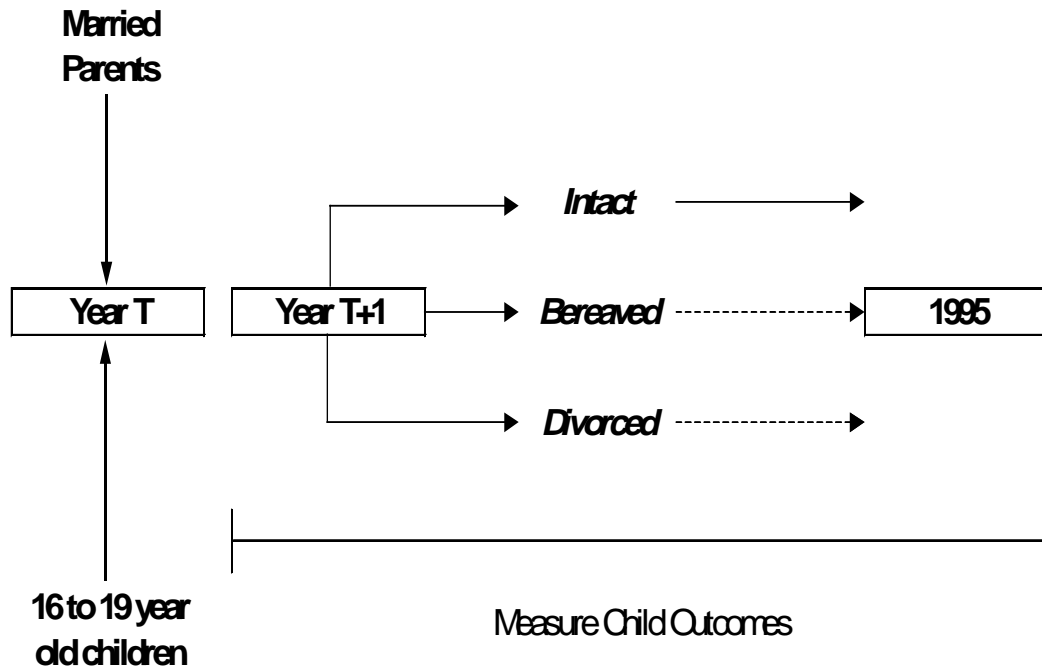 Married
Parents
Intact
Year T
Year T+1
Bereaved
1995
Divorced
16 to 19 year
old children
Measure Child Outcomes